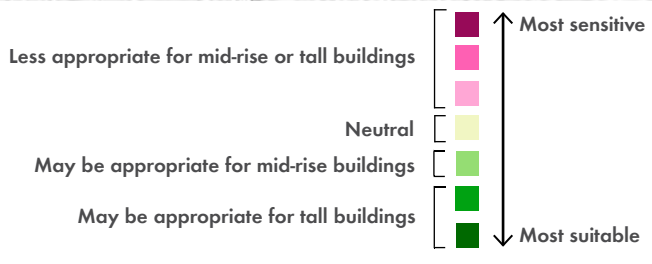 Most sensitive
Less appropriate for mid-rise or tall buildings
Neutral
May be appropriate for mid-rise buildings
May be appropriate for tall buildings
Most suitable